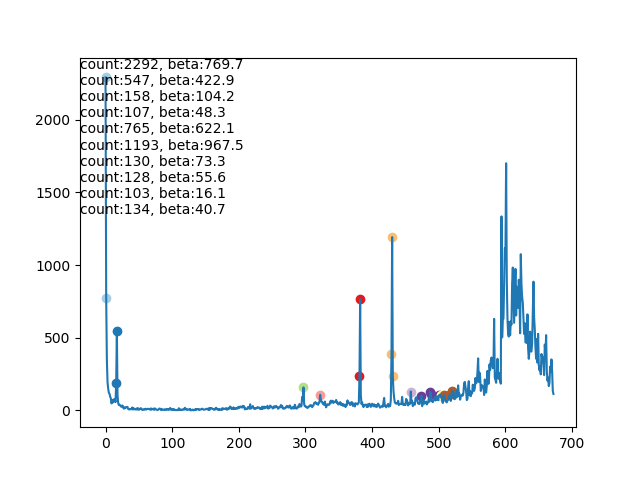 count:2292, beta:769.7
count:547, beta:422.9
count:158, beta:104.2
count:107, beta:48.3
count:765, beta:622.1
count:1193, beta:967.5
count:130, beta:73.3
count:128, beta:55.6
count:103, beta:16.1
count:134, beta:40.7
2000
1500
1000
500
0
0 100 200 300 400 500 600 700